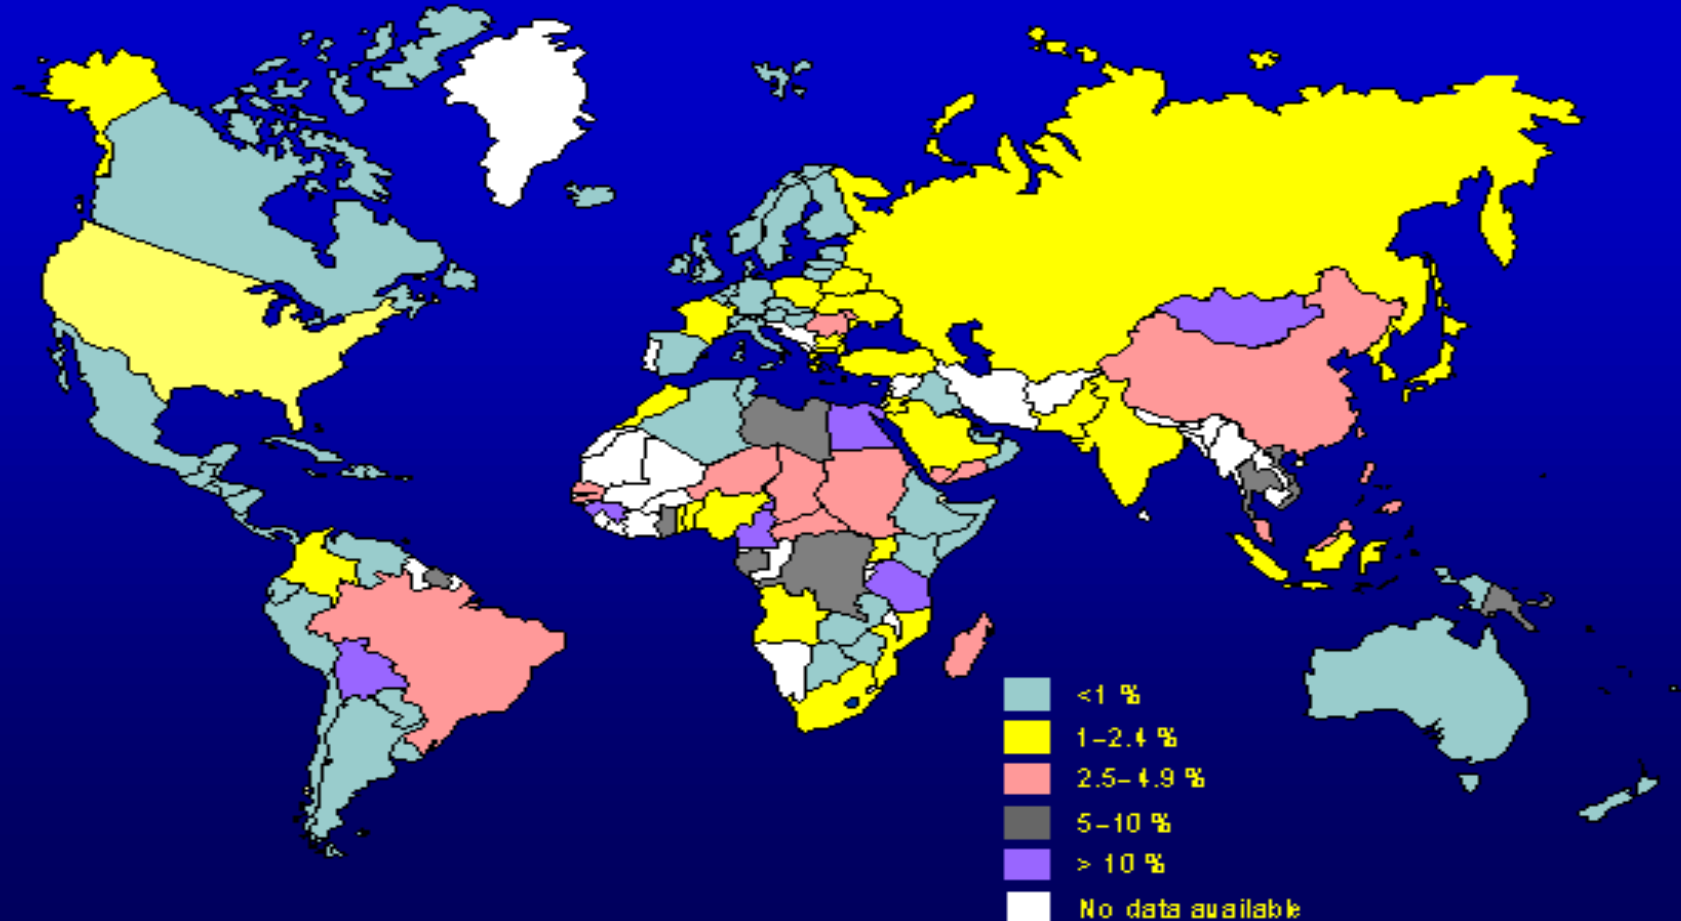 <1 %
1-2.4 %
2.5-4.9 %
5-10 %
> 10 %
No data available